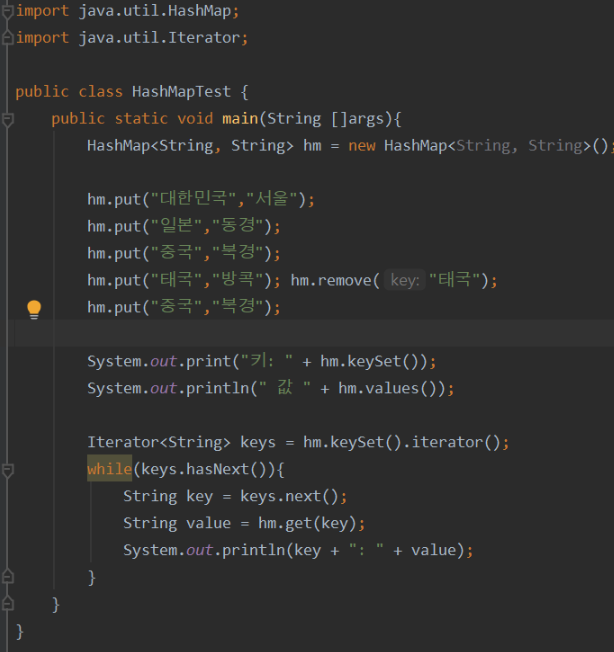 import java.util.HashMap;
import java.util.Iterator;
public class HashMapTest {
public static void main(String []args){
HashMap<String, String> hm = new HashMap<String, String>();
hm.put("대한민국","서울");
hm.put("일본","동경");
hm.put("중국","북경");
hm.put("태국","방콕"); hm.remove( key: "태국");
hm.put("중국","북경");
System.out.print("키: " + hm.keySet());
System.out.println(" 값 " + hm.values());
Iterator<String> keys = hm.keySet().iterator();
while(keys.hasNext()){
String key = keys.next();
String value = hm.get(key);
System.out.println(key + ": " + value);
}
}
}